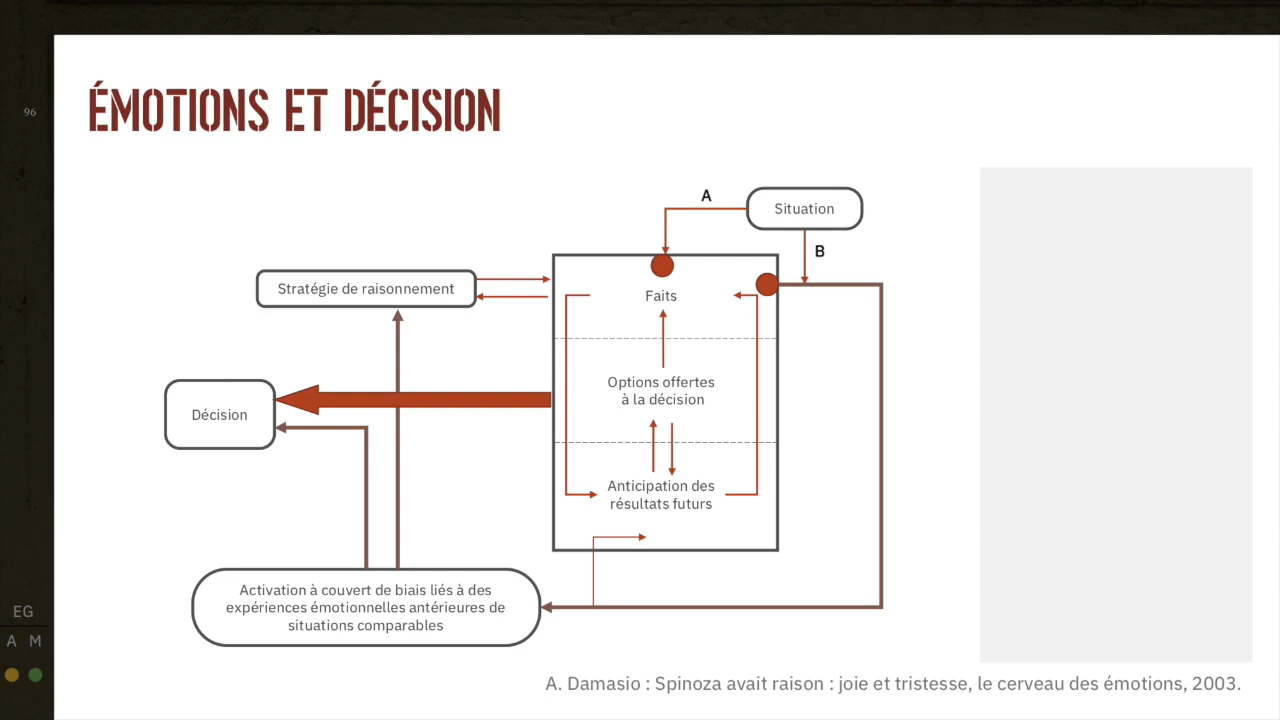 96
ÉMOTIONS ET DÉCISION
A
Situation
B
Stratégie de raisonnement
Faits
Options offertes
à la décision
Décision
Anticipation des
résultats futurs
Activation à couvert de biais liés à des
expériences émotionnelles antérieures de
situations comparables
EG
A M
A. Damasio : Spinoza avait raison : joie et tristesse, le cerveau des émotions, 2003.